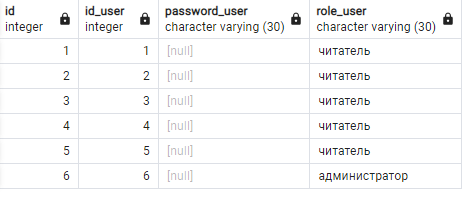 id id_user password_user role_user
integer integer character varying (30) character varying (30)
1 1 [null] читатель
2 2 [null] читатель
3 3 [null] читатель
4 4 [null] читатель
5 5 [null] читатель
6 6 [null] администратор